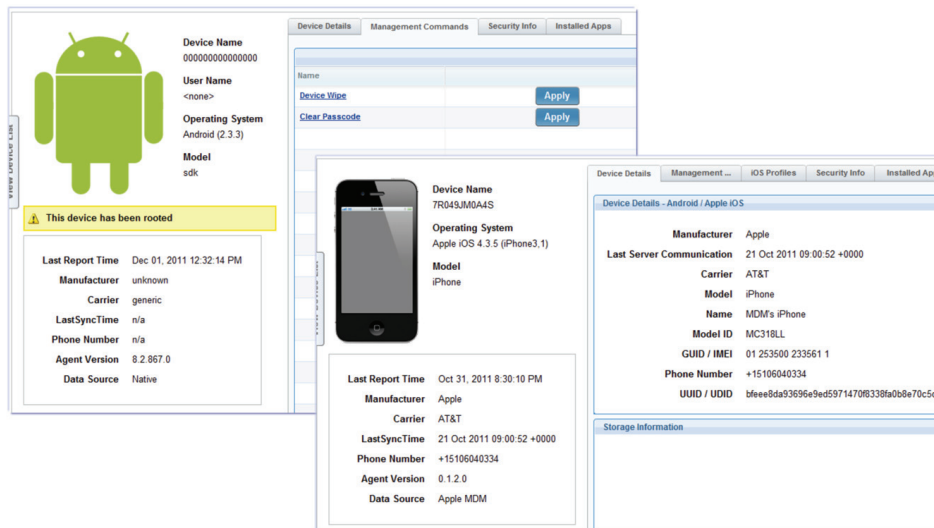 Device Details Management Commands Security Info Installed Apps
Device Name
000000000000000
User Name
<none>
Operating System
Android (2.3.3)
Model
sdk
Name
Device Wipe Apply
Clear Passcode Apply
View Device List
This device has been rooted
Last Report Time Dec 01, 2011 12:32:14 PM
Manufacturer unknown
Carrier generic
LastSyncTime n/a
Phone Number n/a
Agent Version 8.2.867.0
Data Source Native
Device Name
7R049JM0A4S
Operating System
Apple iOS 4.3.5 (iPhone3,1)
Model
iPhone
Last Report Time Oct 31, 2011 8:30:10 PM
Manufacturer Apple
Carrier AT&T
LastSyncTime 21 Oct 2011 09:00:52 +0000
Phone Number +15106040334
Agent Version 0.1.2.0
Data Source Apple MDM
Device Details Management ... iOS Profiles Security Info Installed Ap
Device Details - Android / Apple iOS
Manufacturer Apple
Last Server Communication 21 Oct 2011 09:00:52 +0000
Carrier AT&T
Model iPhone
Name MDM's iPhone
Model ID MC318LL
GUID / IMEI 01 253500 233561 1
Phone Number +15106040334
UUID / UDID bfeee8da93696e9ed5971470f8338fa0b8e70c5
Storage Information